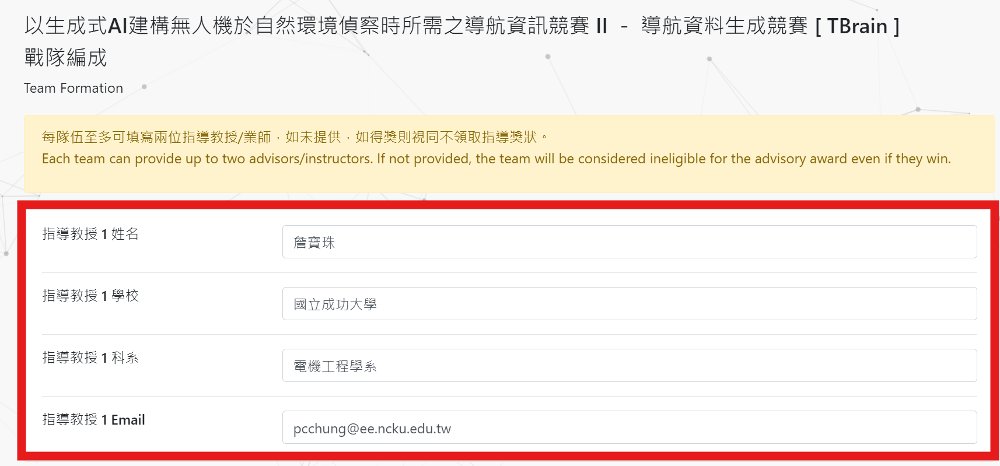 以生成式AI建構無人機於自然環境偵察時所需之導航資訊競賽 II － 導航資料生成競賽 [ TBrain ]
戰隊編成
Team Formation
每隊伍至多可填寫兩位指導教授/業師，如未提供，如得獎則視同不領取指導獎狀。
Each team can provide up to two advisors/instructors. If not provided, the team will be considered ineligible for the advisory award even if they win.
指導教授 1 姓名
詹寶珠
指導教授 1 學校
國立成功大學
指導教授 1 科系
電機工程學系
指導教授 1 Email
pcchung@ee.ncku.edu.tw